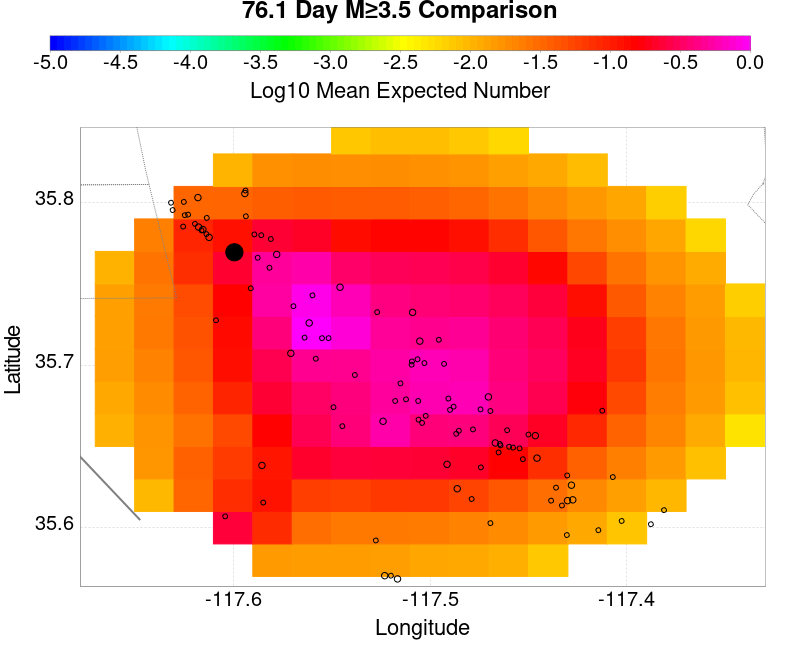 76.1 Day M≥3.5 Comparison
-5.0 -4.5 -4.0 -3.5 -3.0 -2.5 -2.0 -1.5 -1.0 -0.5 0.0
Log10 Mean Expected Number
35.8
35.7
35.6
Latitude
-117.6 -117.5 -117.4
Longitude